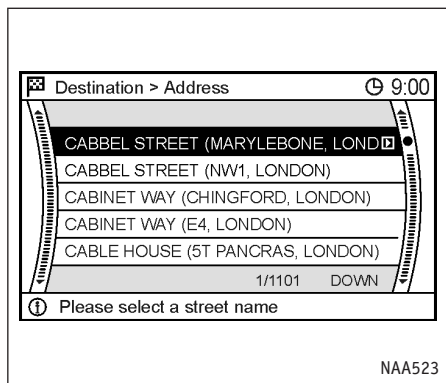 Destination > Address 9:00
CABBEL STREET (MARYLEBONE, LOND
CABBEL STREET (NW1, LONDON)
CABINET WAY (CHINGFORD, LONDON)
CABINET WAY (E4, LONDON)
CABLE HOUSE (5T PANCRAS, LONDON)
1/1101 DOWN
Please select a street name
NAA523